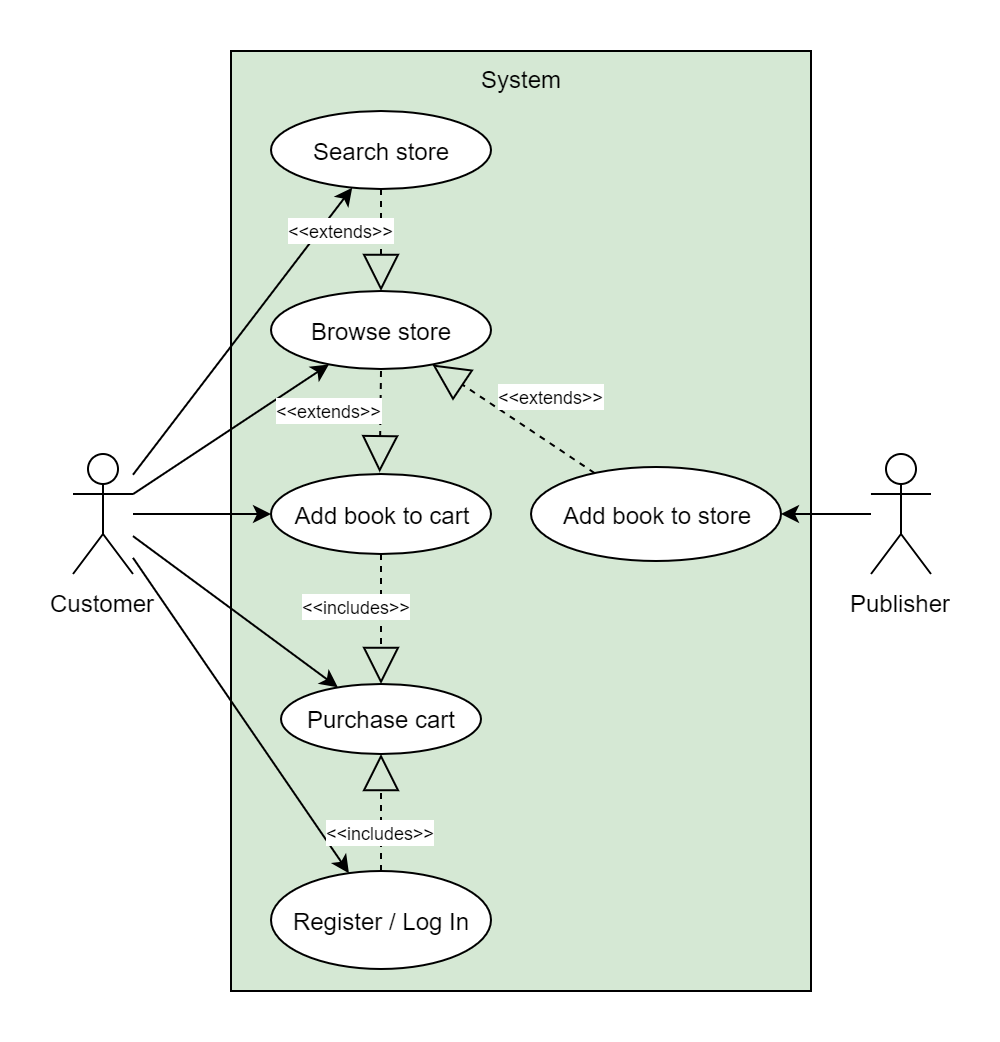 System
Search store
<<extends>>
Browse store
<<extends>>
<<extends>>
Add book to cart
Add book to store
Customer
Publisher
<<includes>>
Purchase cart
<<includes>>
Register / Log In